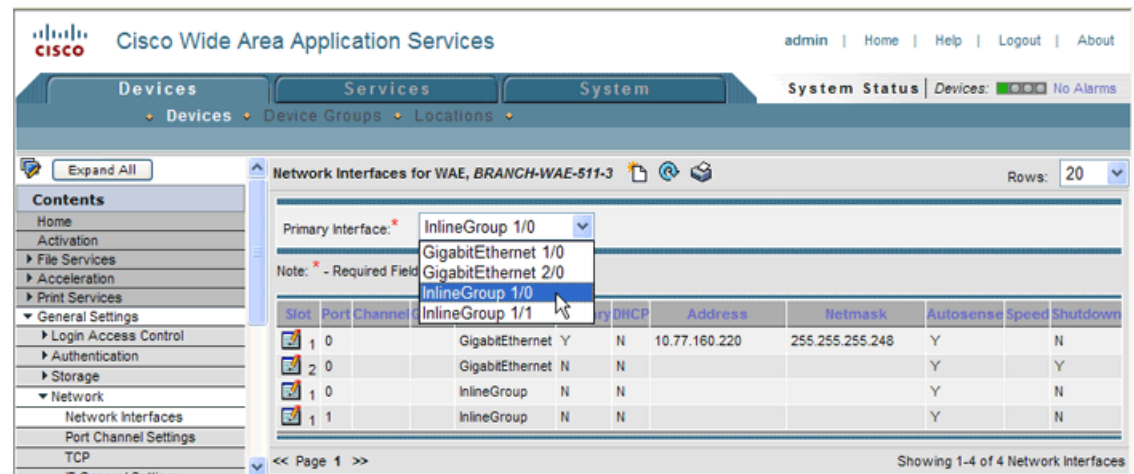 CISCO Cisco Wide Area Application Services admin | Home | Help | Logout | About
Devices Services System System Status | Devices: No Alarms
Devices Device Groups Locations
Expand All Network Interfaces for WAE, BRANCH-WAE-511-3 Rows: 20
Contents
Home Primary Interface:* InlineGroup 1/0
Activation GigabitEthernet 1/0
File Services Note: * - Required Field GigabitEthernet 2/0
Acceleration InlineGroup 1/0
Print Services InlineGroup 1/1
General Settings Slot Port Channel DHCP Address Netmask Autosense Speed Shutdown
Login Access Control 1 0 GigabitEthernet Y N 10.77.160.220 255.255.255.248 Y N
Authentication 2 0 GigabitEthernet N N Y Y
Storage
Network 1 0 InlineGroup N N Y N
Network Interfaces 1 1 InlineGroup N N Y N
Port Channel Settings
TCP << Page 1 >> Showing 1-4 of 4 Network Interfaces